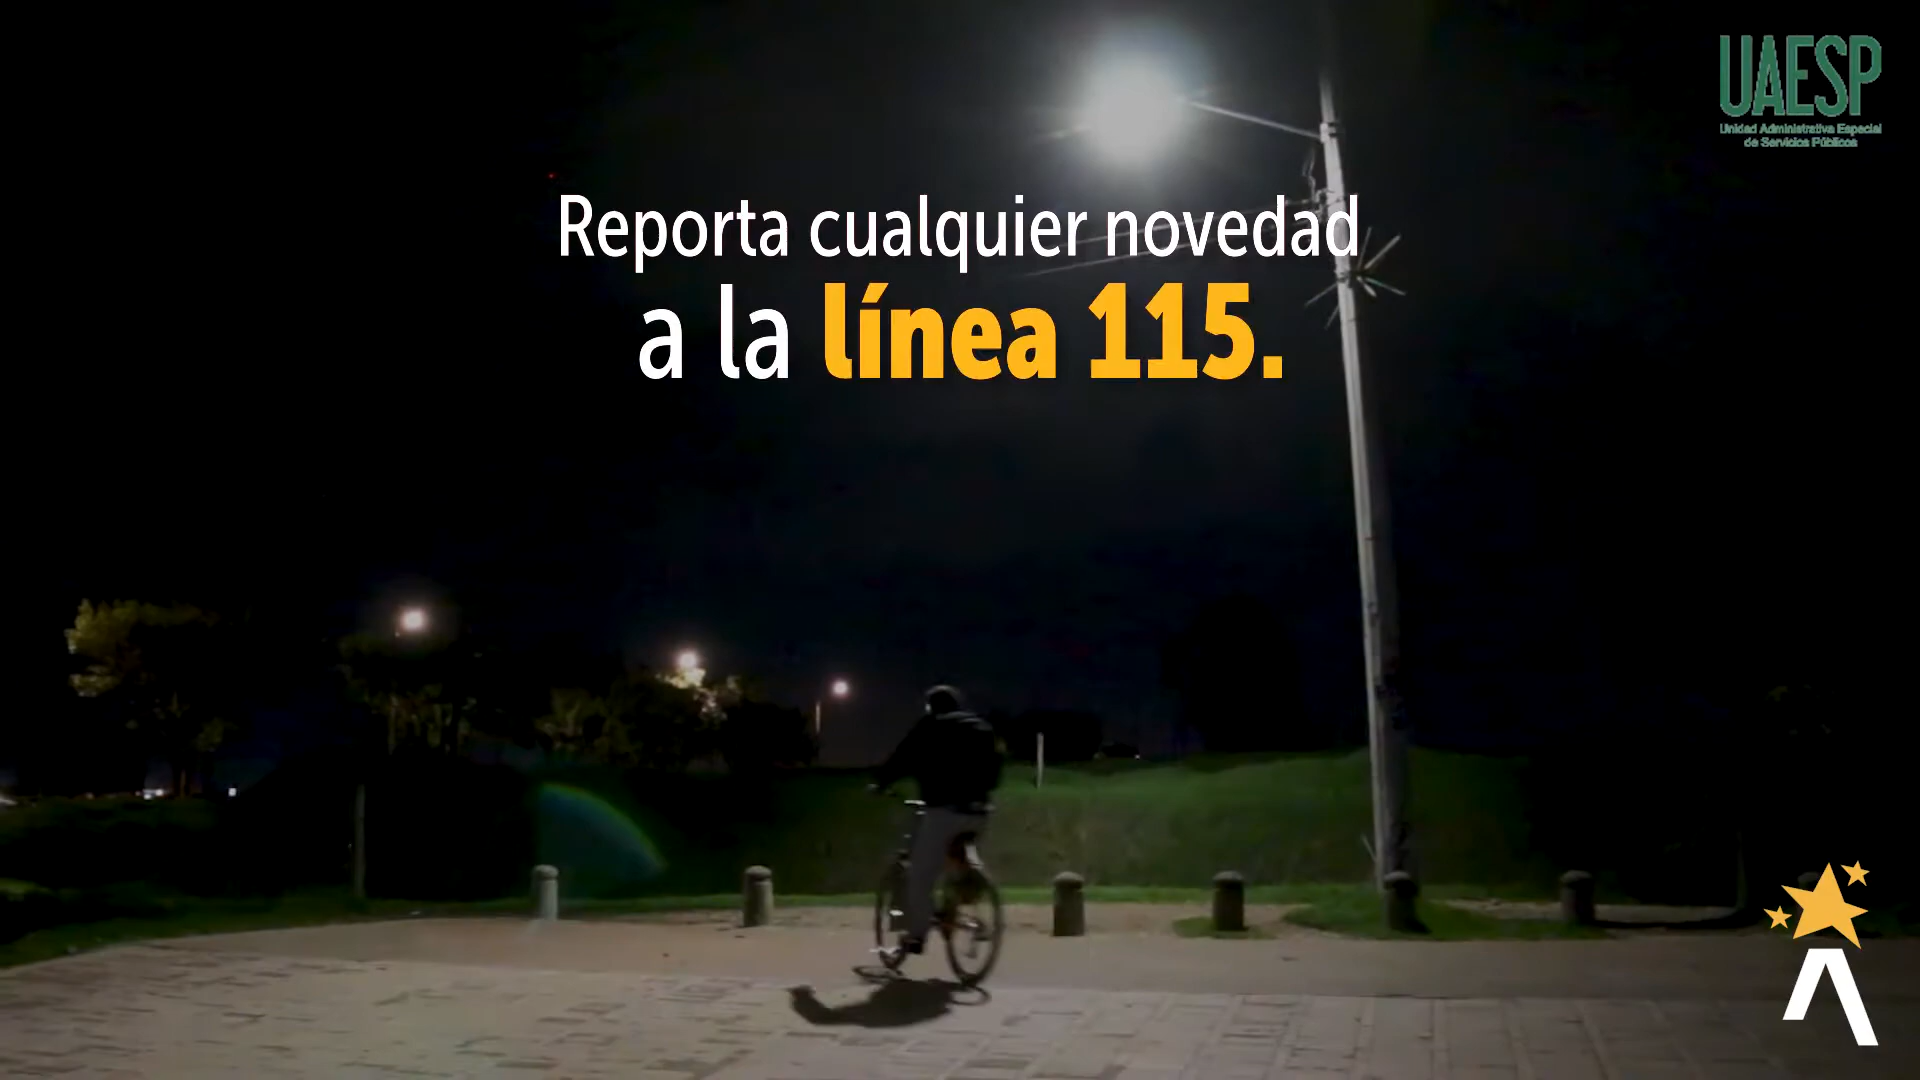 UAESP
Unidad Administrativa Especial
de Servicios Públicos
Reporta cualquier novedad
a la línea 115.